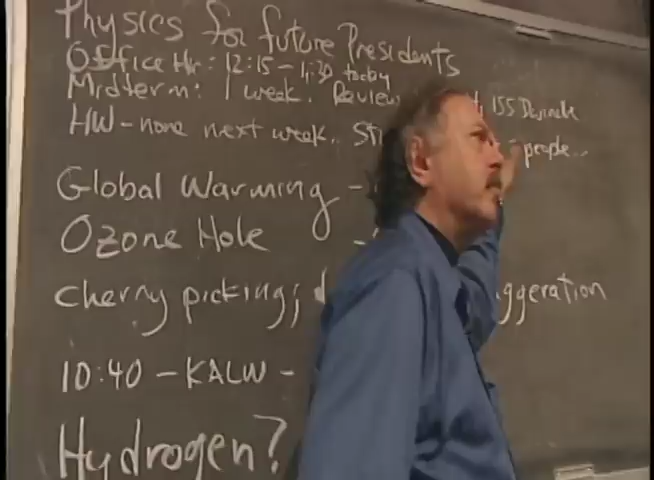 Physics for future Presidents
Office Hr: 12:15 - 1:30 today
Midterm: 1 week. Review 155 Dwinelle
HW - none next week. people...
Global Warming -
Ozone Hole -
cherry picking; ggeration
10:40 - KALW -
Hydrogen?